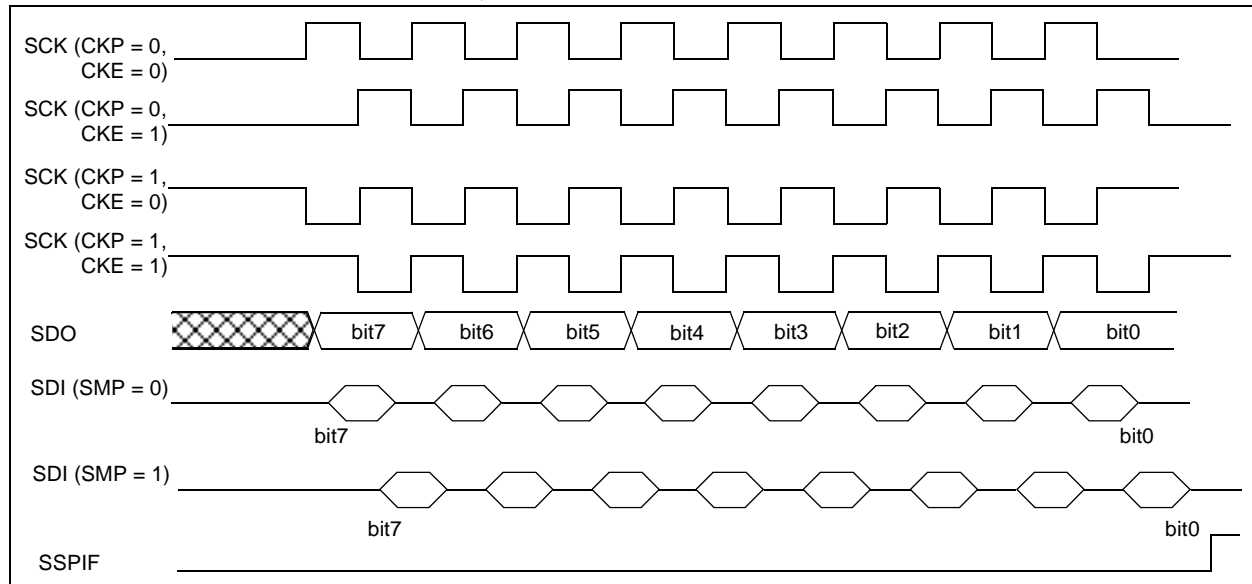 SCK (CKP = 0,
CKE = 0)
SCK (CKP = 0,
CKE = 1)
SCK (CKP = 1,
CKE = 0)
SCK (CKP = 1,
CKE = 1)
SDO bit7 bit6 bit5 bit4 bit3 bit2 bit1 bit0
SDI (SMP = 0)
bit7 bit0
SDI (SMP = 1)
bit7 bit0
SSPIF